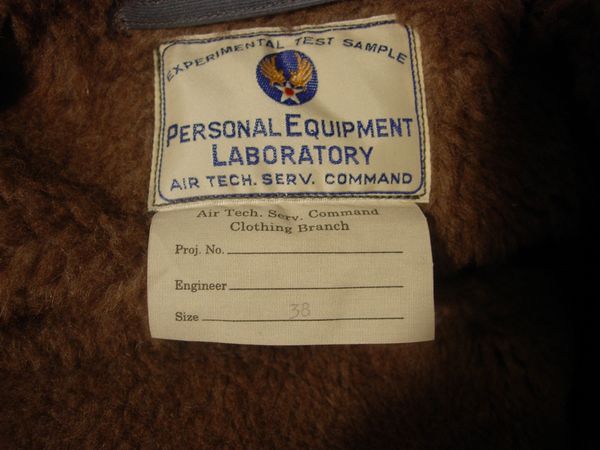 EXPERIMENTAL TEST SAMPLE
PERSONAL EQUIPMENT
LABORATORY
AIR TECH. SERV. COMMAND
Air Tech. Serv. Command
Clothing Branch
Proj. No.
Engineer
Size 38